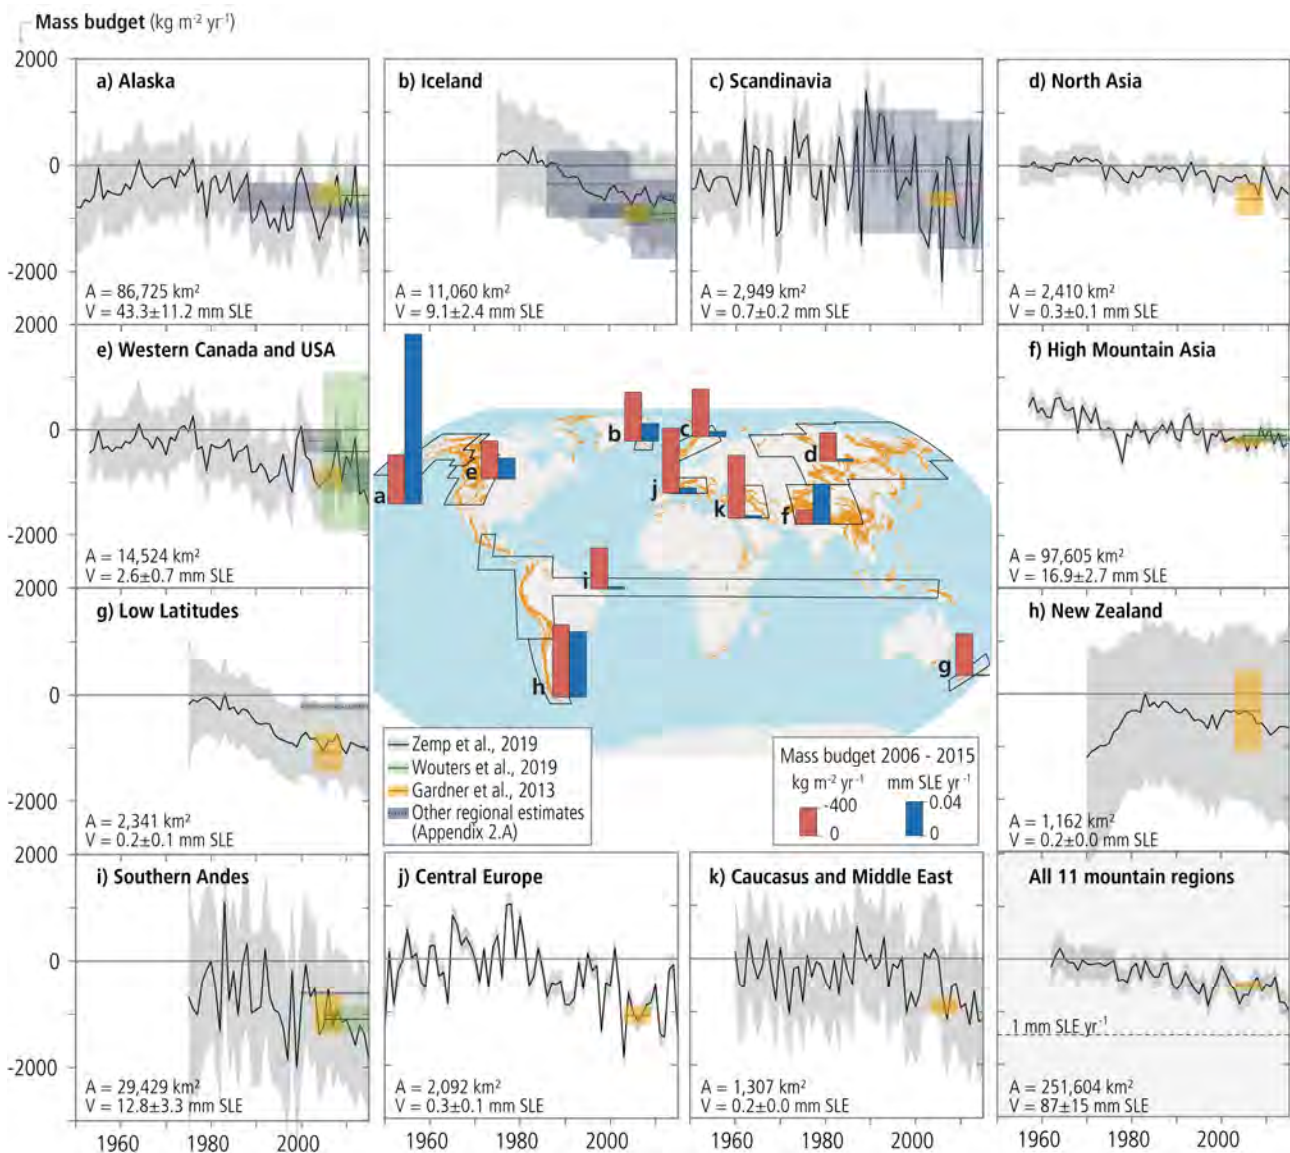 Mass budget (kg m⁻² yr⁻¹)
2000
0
-2000
a) Alaska
A = 86,725 km²
V = 43.3±11.2 mm SLE
b) Iceland
A = 11,060 km²
V = 9.1±2.4 mm SLE
c) Scandinavia
A = 2,949 km²
V = 0.7±0.2 mm SLE
d) North Asia
A = 2,410 km²
V = 0.3±0.1 mm SLE
2000
0
-2000
e) Western Canada and USA
A = 14,524 km²
V = 2.6±0.7 mm SLE
f) High Mountain Asia
A = 97,605 km²
V = 16.9±2.7 mm SLE
a
e
b
c
j
k
d
f
i
h
g
2000
0
-2000
g) Low Latitudes
A = 2,341 km²
V = 0.2±0.1 mm SLE
Zemp et al., 2019
Wouters et al., 2019
Gardner et al., 2013
Other regional estimates
(Appendix 2.A)
Mass budget 2006 - 2015
kg m⁻² yr⁻¹ mm SLE yr⁻¹
-400 0.04
0 0
h) New Zealand
A = 1,162 km²
V = 0.2±0.0 mm SLE
2000
0
-2000
i) Southern Andes
A = 29,429 km²
V = 12.8±3.3 mm SLE
j) Central Europe
A = 2,092 km²
V = 0.3±0.1 mm SLE
k) Caucasus and Middle East
A = 1,307 km²
V = 0.2±0.0 mm SLE
All 11 mountain regions
1 mm SLE yr⁻¹
A = 251,604 km²
V = 87±15 mm SLE
1960 1980 2000 1960 1980 2000 1960 1980 2000 1960 1980 2000